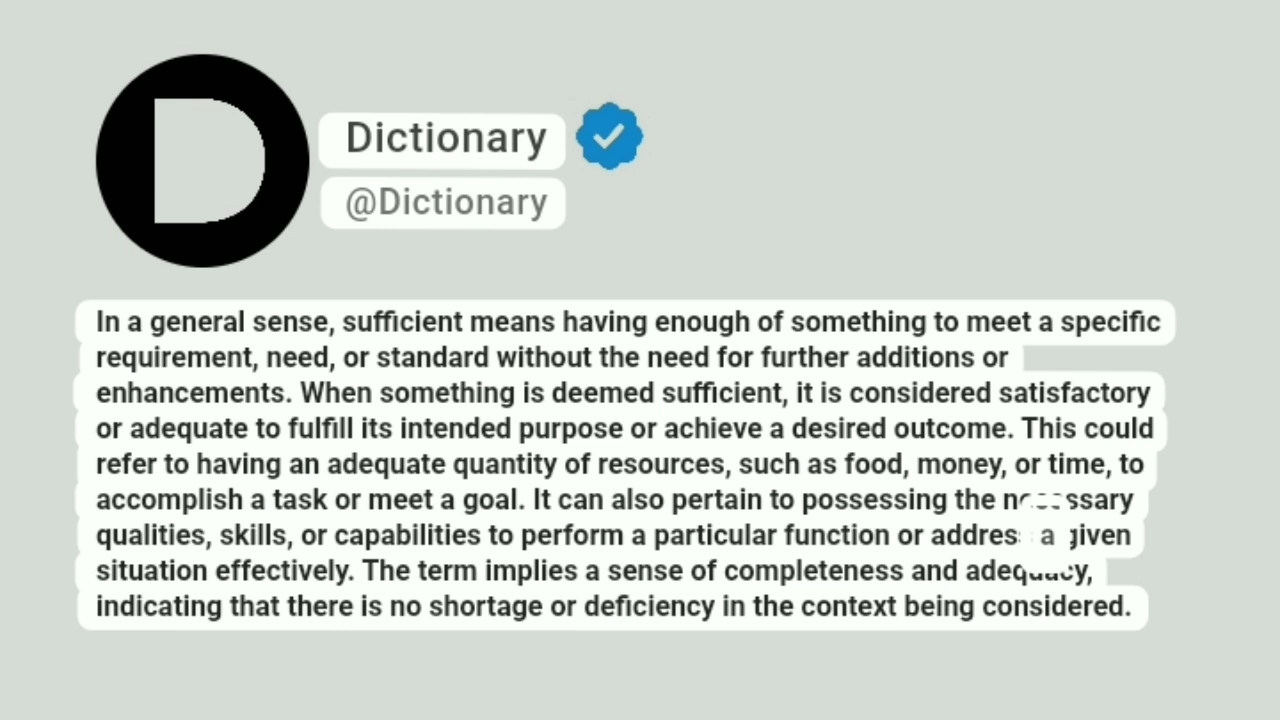 D
Dictionary
@Dictionary
In a general sense, sufficient means having enough of something to meet a specific
requirement, need, or standard without the need for further additions or
enhancements. When something is deemed sufficient, it is considered satisfactory
or adequate to fulfill its intended purpose or achieve a desired outcome. This could
refer to having an adequate quantity of resources, such as food, money, or time, to
accomplish a task or meet a goal. It can also pertain to possessing the necessary
qualities, skills, or capabilities to perform a particular function or address a given
situation effectively. The term implies a sense of completeness and adequacy,
indicating that there is no shortage or deficiency in the context being considered.